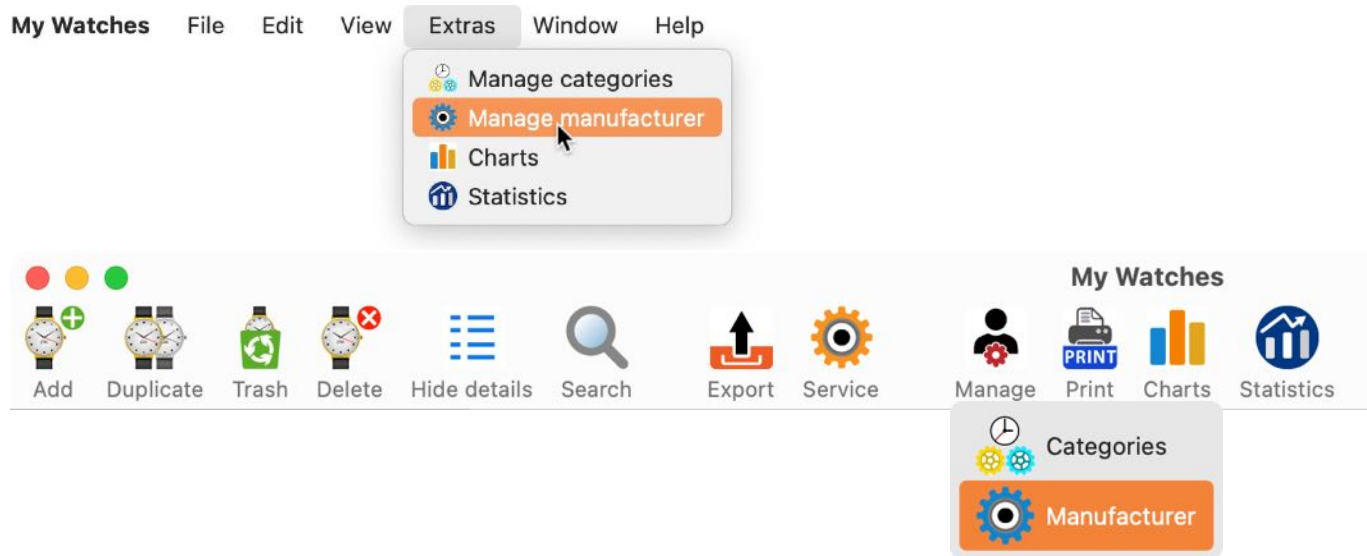 My Watches File Edit View Extras Window Help
Manage categories
Manage manufacturer
Charts
Statistics
My Watches
PRINT
Add Duplicate Trash Delete Hide details Search Export Service Manage Print Charts Statistics
Categories
Manufacturer